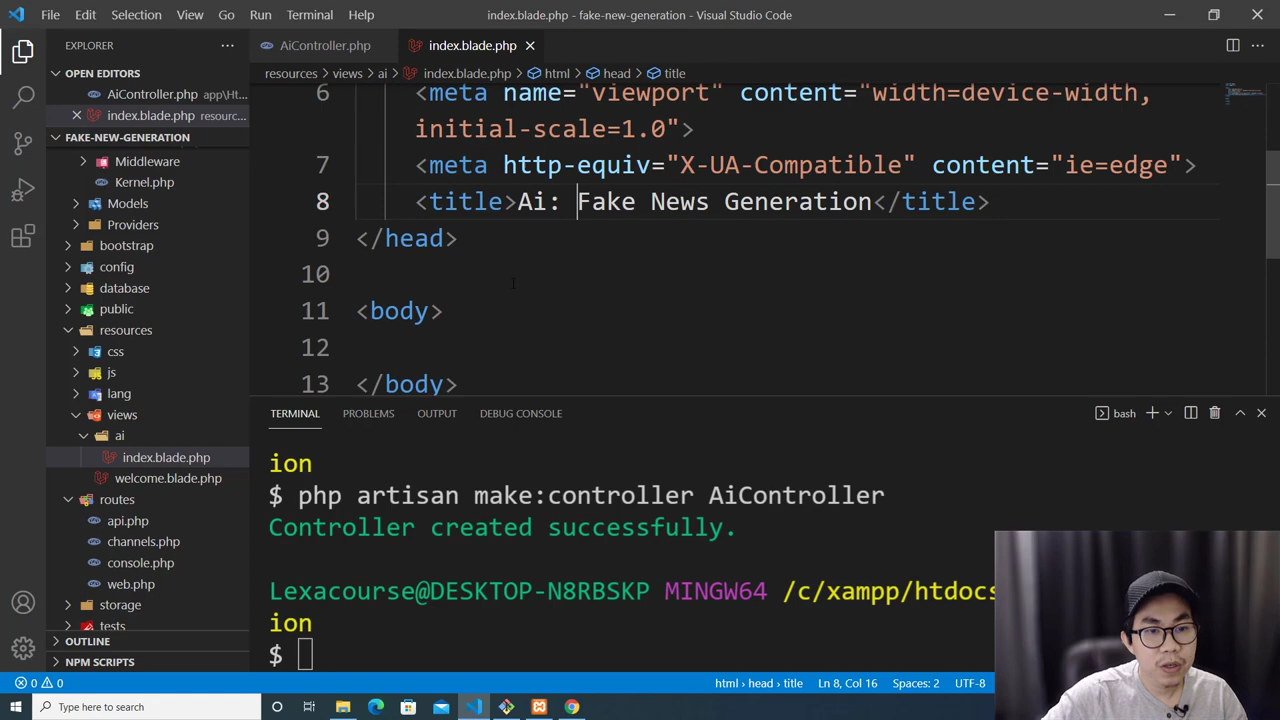 File Edit Selection View Go Run Terminal Help
index.blade.php - fake-new-generation - Visual Studio Code
EXPLORER
OPEN EDITORS
AiController.php app\Ht...
index.blade.php resourc...
FAKE-NEW-GENERATION
Middleware
Kernel.php
Models
Providers
bootstrap
config
database
public
resources
css
js
lang
views
ai
index.blade.php
welcome.blade.php
routes
api.php
channels.php
console.php
web.php
storage
tests
OUTLINE
NPM SCRIPTS
AiController.php
index.blade.php
resources > views > ai > index.blade.php > html > head > title
6 <meta name="viewport" content="width=device-width,
initial-scale=1.0">
7 <meta http-equiv="X-UA-Compatible" content="ie=edge">
8 <title>Ai: Fake News Generation</title>
9 </head>
10
11 <body>
12
13 </body>
TERMINAL PROBLEMS OUTPUT DEBUG CONSOLE
bash
ion
$ php artisan make:controller AiController
Controller created successfully.
Lexacourse@DESKTOP-N8RBSKP MINGW64 /c/xampp/htdocs
ion
$
0 0
html > head > title Ln 8, Col 16 Spaces: 2 UTF-8
Type here to search